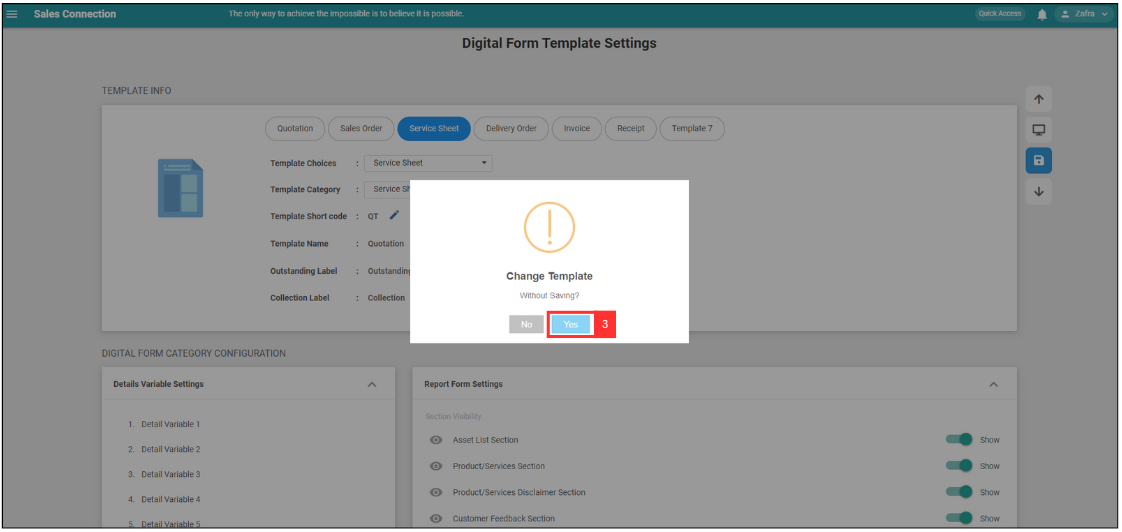 Sales Connection The only way to achieve the impossible is to believe it is possible. Quick Access Zafra
Digital Form Template Settings
TEMPLATE INFO
Quotation Sales Order Service Sheet Delivery Order Invoice Receipt Template 7
Template Choices : Service Sheet
Template Category : Service Sh
Template Short code : QT
Template Name : Quotation
Outstanding Label : Outstanding
Collection Label : Collection
Change Template
Without Saving?
No Yes 3
DIGITAL FORM CATEGORY CONFIGURATION
Details Variable Settings
1. Detail Variable 1
2. Detail Variable 2
3. Detail Variable 3
4. Detail Variable 4
5. Detail Variable 5
Report Form Settings
Section Visibility
Asset List Section Show
Product/Services Section Show
Product/Services Disclaimer Section Show
Customer Feedback Section Show